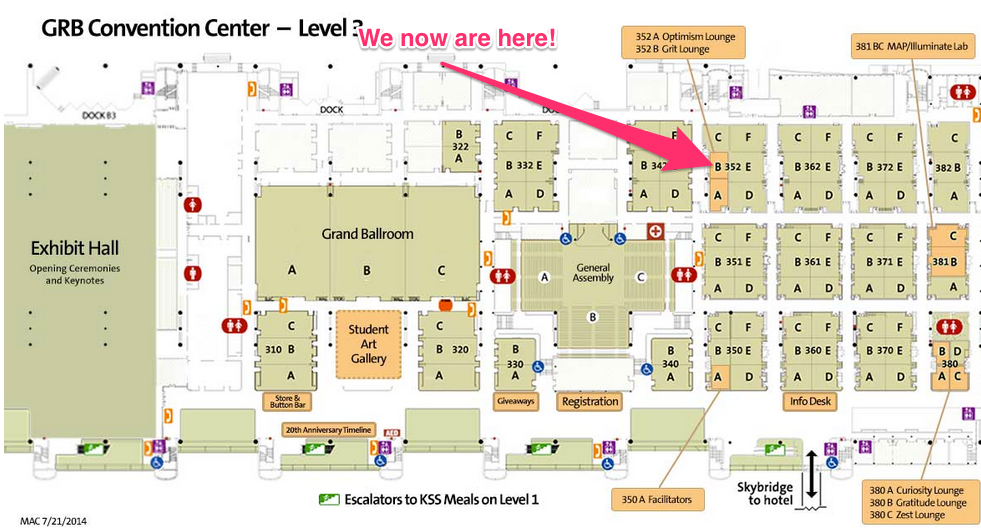 GRB Convention Center – Level 3
We now are here!
352 A Optimism Lounge
352 B Grit Lounge
381 BC MAP/Illuminate Lab
DOCK B3
DOCK
B
322
A
C F
B 332 E
A D
F
B 342
A D
C F
B 352 E
A D
C F
B 362 E
A D
C F
B 372 E
A D
C
382 B
A
Exhibit Hall
Opening Ceremonies
and Keynotes
Grand Ballroom
A B C
General
Assembly
A C
B
C F
B 351 E
A D
C F
B 361 E
A D
C F
B 371 E
A D
C
381 B
A
C
310 B
A
Student
Art
Gallery
C
B 320
A
B
330
A
B
340
A
C F
B 350 E
A D
C F
B 360 E
A D
C F
B 370 E
A D
B D
380
A C
Store &
Button Bar
Giveaways
Registration
Info Desk
20th Anniversary Timeline
AED
Escalators to KSS Meals on Level 1
350 A Facilitators
Skybridge
to hotel
380 A Curiosity Lounge
380 B Gratitude Lounge
380 C Zest Lounge
MAC 7/21/2014